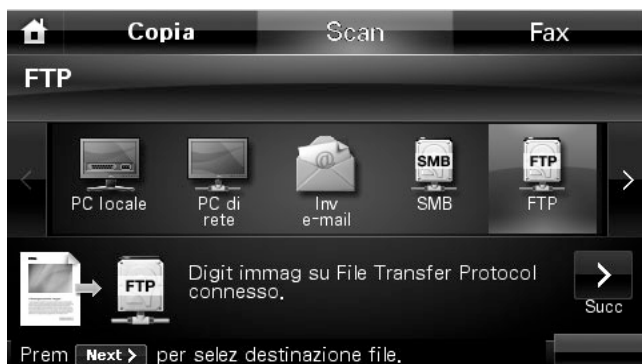 Copia Scan Fax
FTP
@ SMB FTP
PC locale PC di rete Inv e-mail SMB FTP
FTP Digit immag su File Transfer Protocol
connesso.
Succ
Prem Next > per selez destinazione file.